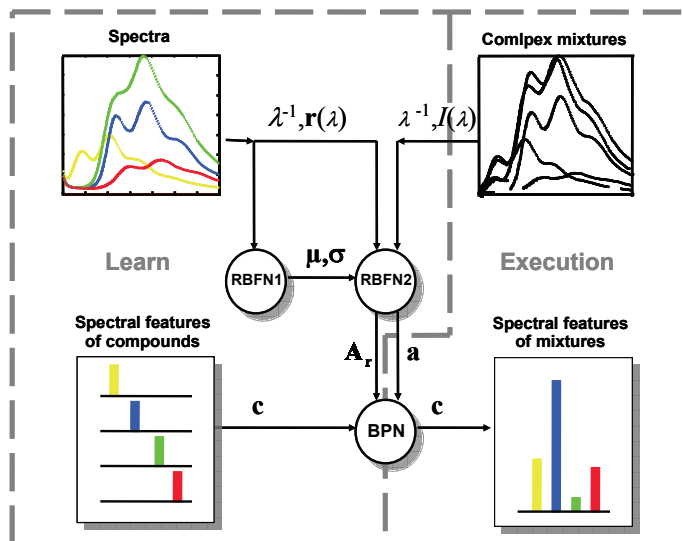 Spectra
Comlpex mixtures
λ⁻¹,r(λ)
λ⁻¹,I(λ)
Learn
Execution
RBFN1
μ,σ
RBFN2
Spectral features
of compounds
Spectral features
of mixtures
Aᵣ
a
c
BPN
c